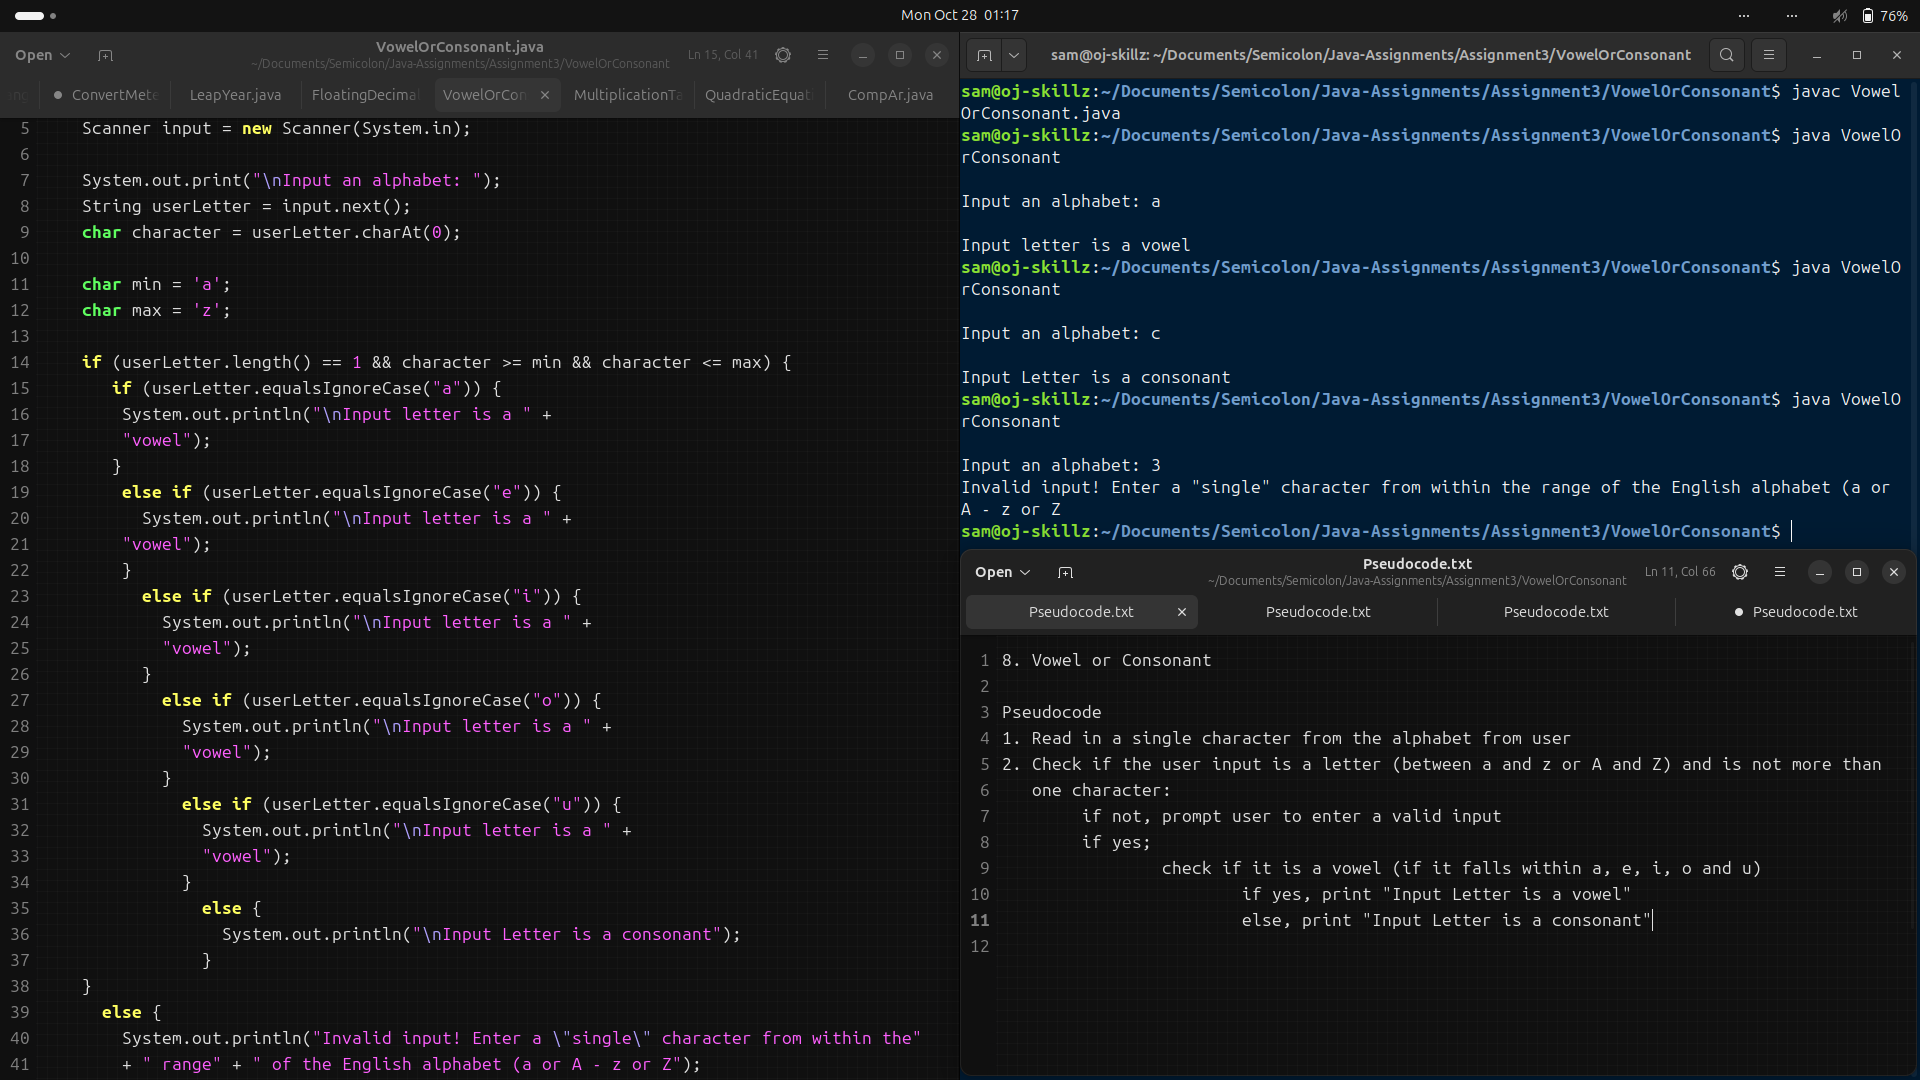 Mon Oct 28 01:17
76%
Open
VowelOrConsonant.java
~/Documents/Semicolon/Java-Assignments/Assignment3/VowelOrConsonant
Ln 15, Col 41
ConvertMete
LeapYear.java
FloatingDecimal
VowelOrCon
MultiplicationTa
QuadraticEquat
CompAr.java
5 Scanner input = new Scanner(System.in);
6
7 System.out.print("\nInput an alphabet: ");
8 String userLetter = input.next();
9 char character = userLetter.charAt(0);
10
11 char min = 'a';
12 char max = 'z';
13
14 if (userLetter.length() == 1 && character >= min && character <= max) {
15 if (userLetter.equalsIgnoreCase("a")) {
16 System.out.println("\nInput letter is a " +
17 "vowel");
18 }
19 else if (userLetter.equalsIgnoreCase("e")) {
20 System.out.println("\nInput letter is a " +
21 "vowel");
22 }
23 else if (userLetter.equalsIgnoreCase("i")) {
24 System.out.println("\nInput letter is a " +
25 "vowel");
26 }
27 else if (userLetter.equalsIgnoreCase("o")) {
28 System.out.println("\nInput letter is a " +
29 "vowel");
30 }
31 else if (userLetter.equalsIgnoreCase("u")) {
32 System.out.println("\nInput letter is a " +
33 "vowel");
34 }
35 else {
36 System.out.println("\nInput Letter is a consonant");
37 }
38 }
39 else {
40 System.out.println("Invalid input! Enter a \"single\" character from within the"
41 + " range" + " of the English alphabet (a or A - z or Z");
sam@oj-skillz: ~/Documents/Semicolon/Java-Assignments/Assignment3/VowelOrConsonant
sam@oj-skillz:~/Documents/Semicolon/Java-Assignments/Assignment3/VowelOrConsonant$ javac Vowel
OrConsonant.java
sam@oj-skillz:~/Documents/Semicolon/Java-Assignments/Assignment3/VowelOrConsonant$ java VowelO
rConsonant
Input an alphabet: a
Input letter is a vowel
sam@oj-skillz:~/Documents/Semicolon/Java-Assignments/Assignment3/VowelOrConsonant$ java VowelO
rConsonant
Input an alphabet: c
Input Letter is a consonant
sam@oj-skillz:~/Documents/Semicolon/Java-Assignments/Assignment3/VowelOrConsonant$ java VowelO
rConsonant
Input an alphabet: 3
Invalid input! Enter a "single" character from within the range of the English alphabet (a or
A - z or Z
sam@oj-skillz:~/Documents/Semicolon/Java-Assignments/Assignment3/VowelOrConsonant$
Open
Pseudocode.txt
~/Documents/Semicolon/Java-Assignments/Assignment3/VowelOrConsonant
Ln 11, Col 66
Pseudocode.txt
Pseudocode.txt
Pseudocode.txt
Pseudocode.txt
1 8. Vowel or Consonant
2
3 Pseudocode
4 1. Read in a single character from the alphabet from user
5 2. Check if the user input is a letter (between a and z or A and Z) and is not more than
6 one character:
7 if not, prompt user to enter a valid input
8 if yes;
9 check if it is a vowel (if it falls within a, e, i, o and u)
10 if yes, print "Input Letter is a vowel"
11 else, print "Input Letter is a consonant"
12